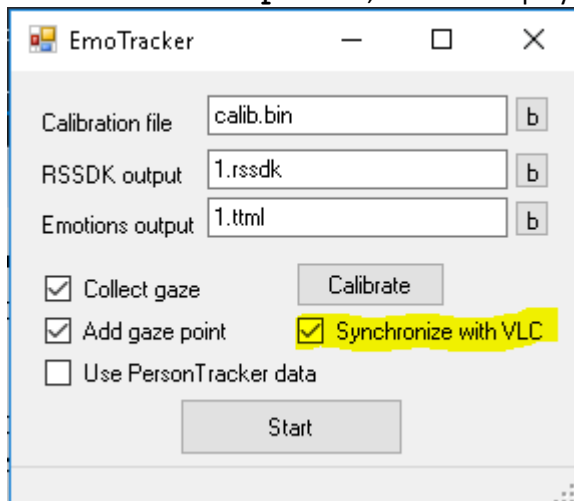 EmoTracker
Calibration file calib.bin b
RSSDK output 1.rssdk b
Emotions output 1.ttml b
Collect gaze Calibrate
Add gaze point Synchronize with VLC
Use PersonTracker data
Start